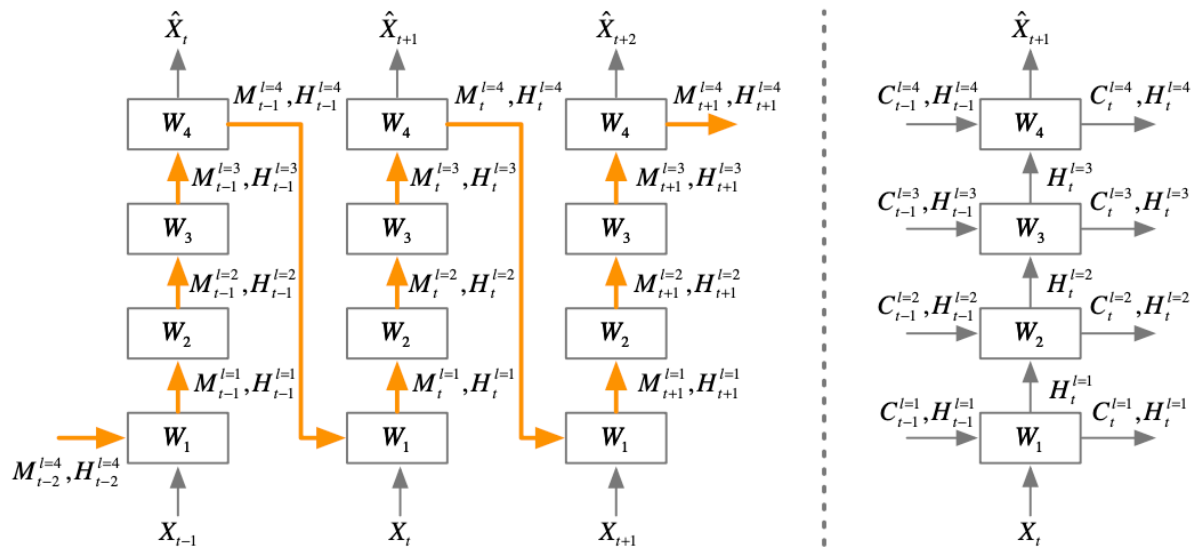 X̂_t X̂_{t+1} X̂_{t+2} X̂_{t+1}
M_{t-1}^{l=4}, H_{t-1}^{l=4} M_t^{l=4}, H_t^{l=4} M_{t+1}^{l=4}, H_{t+1}^{l=4} C_{t-1}^{l=4}, H_{t-1}^{l=4} C_t^{l=4}, H_t^{l=4}
W_4 W_4 W_4 W_4
M_{t-1}^{l=3}, H_{t-1}^{l=3} M_t^{l=3}, H_t^{l=3} M_{t+1}^{l=3}, H_{t+1}^{l=3} H_t^{l=3}
C_{t-1}^{l=3}, H_{t-1}^{l=3} C_t^{l=3}, H_t^{l=3}
W_3 W_3 W_3 W_3
M_{t-1}^{l=2}, H_{t-1}^{l=2} M_t^{l=2}, H_t^{l=2} M_{t+1}^{l=2}, H_{t+1}^{l=2} H_t^{l=2}
C_{t-1}^{l=2}, H_{t-1}^{l=2} C_t^{l=2}, H_t^{l=2}
W_2 W_2 W_2 W_2
M_{t-1}^{l=1}, H_{t-1}^{l=1} M_t^{l=1}, H_t^{l=1} M_{t+1}^{l=1}, H_{t+1}^{l=1} H_t^{l=1}
C_{t-1}^{l=1}, H_{t-1}^{l=1} C_t^{l=1}, H_t^{l=1}
W_1 W_1 W_1 W_1
M_{t-2}^{l=4}, H_{t-2}^{l=4}
X_{t-1} X_t X_{t+1} X_t